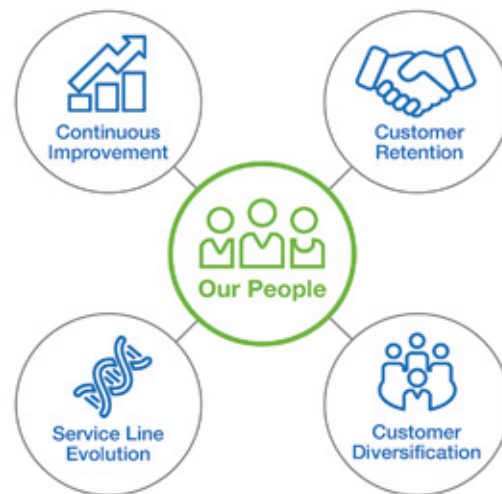 Continuous
Improvement
Customer
Retention
Our People
Service Line
Evolution
Customer
Diversification